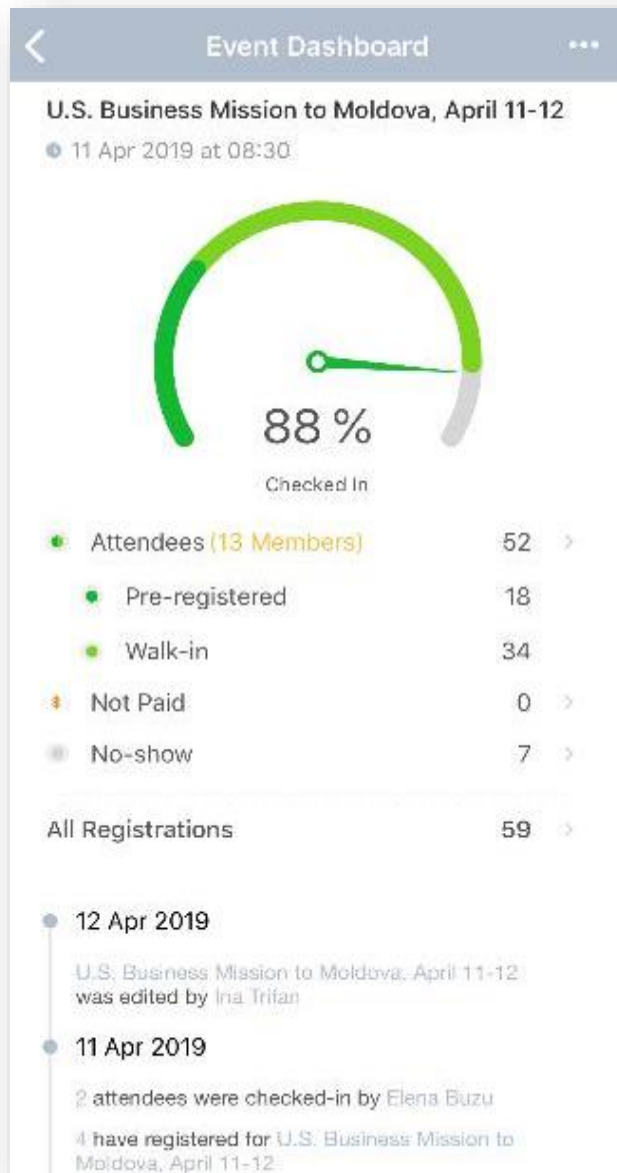 Event Dashboard
U.S. Business Mission to Moldova, April 11-12
11 Apr 2019 at 08:30
88 %
Checked In
Attendees (13 Members) 52
Pre-registered 18
Walk-in 34
Not Paid 0
No-show 7
All Registrations 59
12 Apr 2019
U.S. Business Mission to Moldova, April 11-12
was edited by Ina Trifan
11 Apr 2019
2 attendees were checked-in by Elena Buzu
4 have registered for U.S. Business Mission to
Moldova, April 11-12